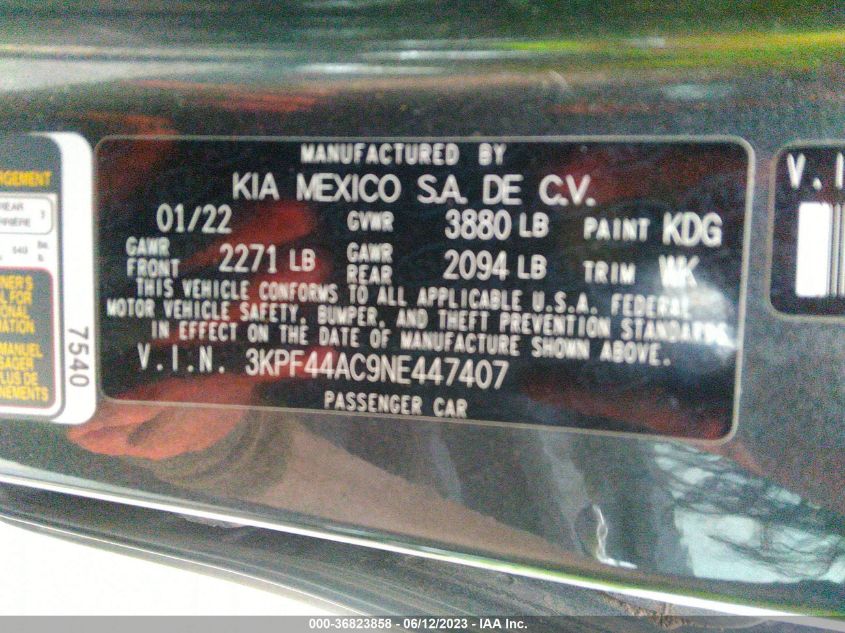 MANUFACTURED BY
KIA MEXICO S.A. DE C.V.
01/22 GVWR 3880 LB PAINT KDG
GAWR FRONT 2271 LB GAWR REAR 2094 LB TRIM WK
THIS VEHICLE CONFORMS TO ALL APPLICABLE U.S.A. FEDERAL
MOTOR VEHICLE SAFETY, BUMPER, AND THEFT PREVENTION STANDARDS
IN EFFECT ON THE DATE OF MANUFACTURE SHOWN ABOVE.
V.I.N. 3KPF44AC9NE447407
PASSENGER CAR
7540
REAR
V.I
000-36823858 - 06/12/2023 - IAA Inc.